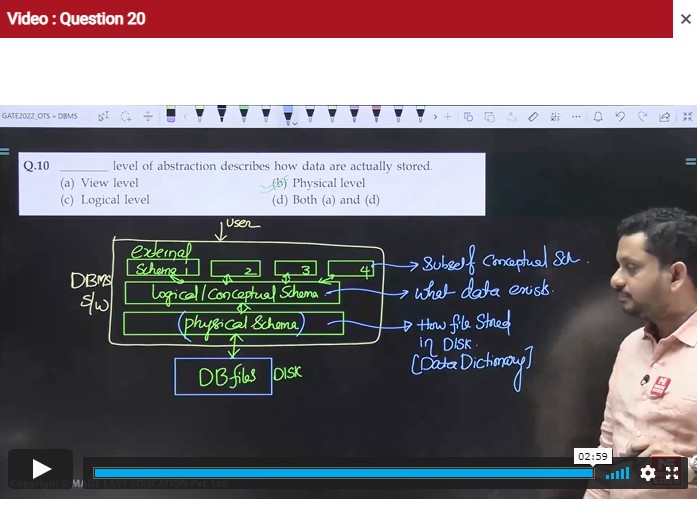 Video : Question 20
×
GATE2022_OTS > DBMS
Q.10 ________ level of abstraction describes how data are actually stored.
(a) View level
(b) Physical level
(c) Logical level
(d) Both (a) and (d)
User
external
Schema 1
2
3
4
Subset Conceptual Sch.
DBMS
S/W
Logical/Conceptual Schema
What data exists.
(physical Schema)
How file Stored
in DISK.
[Data Dictionary]
DB files
DISK
02:59
Copyright © MADE EASY EDUCATION Pvt. Ltd.